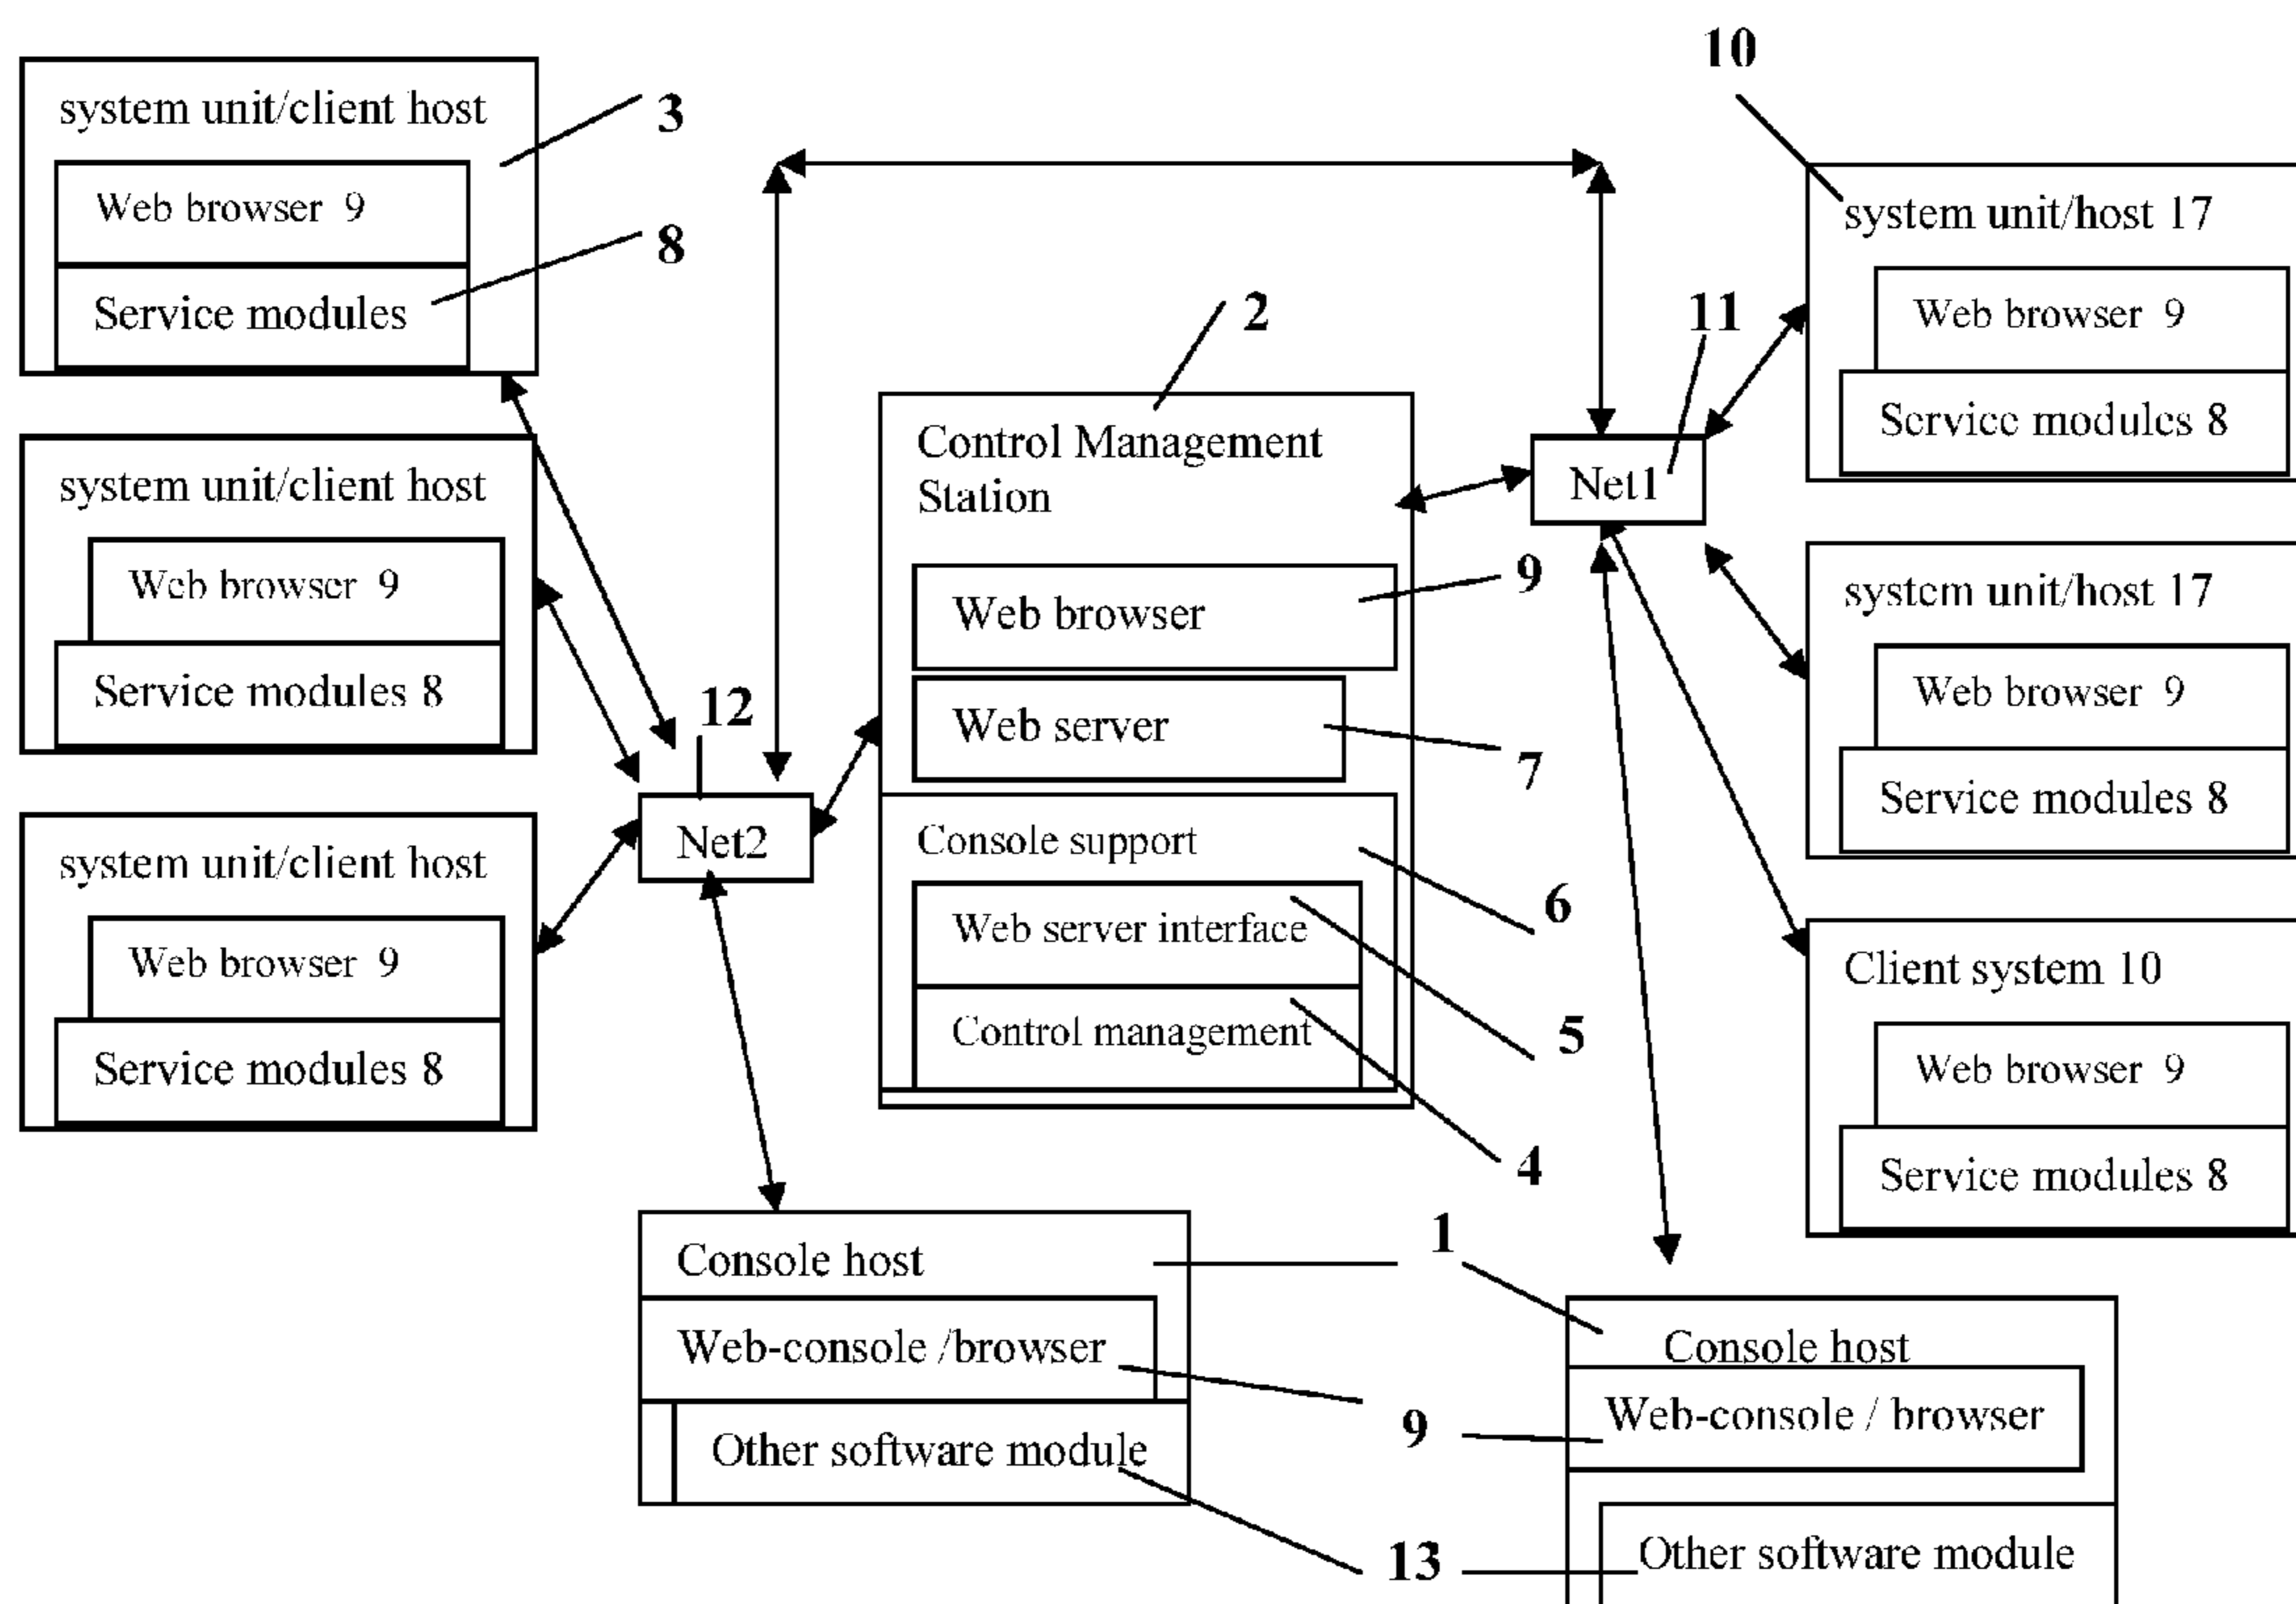 system unit/client host
3
Web browser 9
8
Service modules
system unit/client host
Web browser 9
Service modules 8
system unit/client host
Web browser 9
Service modules 8
12
Net2
2
Control Management
Station
Web browser
9
Web server
7
Console support
6
Web server interface
5
Control management
4
10
system unit/host 17
Web browser 9
Service modules 8
11
Net1
system unit/host 17
Web browser 9
Service modules 8
Client system 10
Web browser 9
Service modules 8
Console host
1
Web-console /browser
9
Other software module
13
Console host
Web-console / browser
Other software module